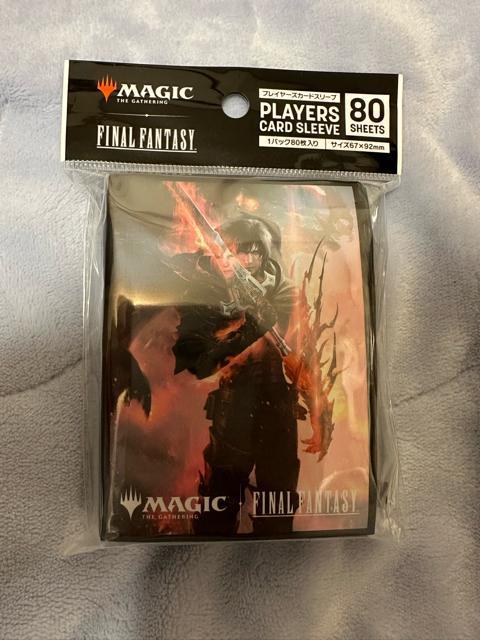 MAGIC
THE GATHERING
FINAL FANTASY
プレイヤーズカードスリーブ
PLAYERS
CARD SLEEVE
80
SHEETS
1パック80枚入り
サイズ67×92mm
MAGIC
THE GATHERING
FINAL FANTASY